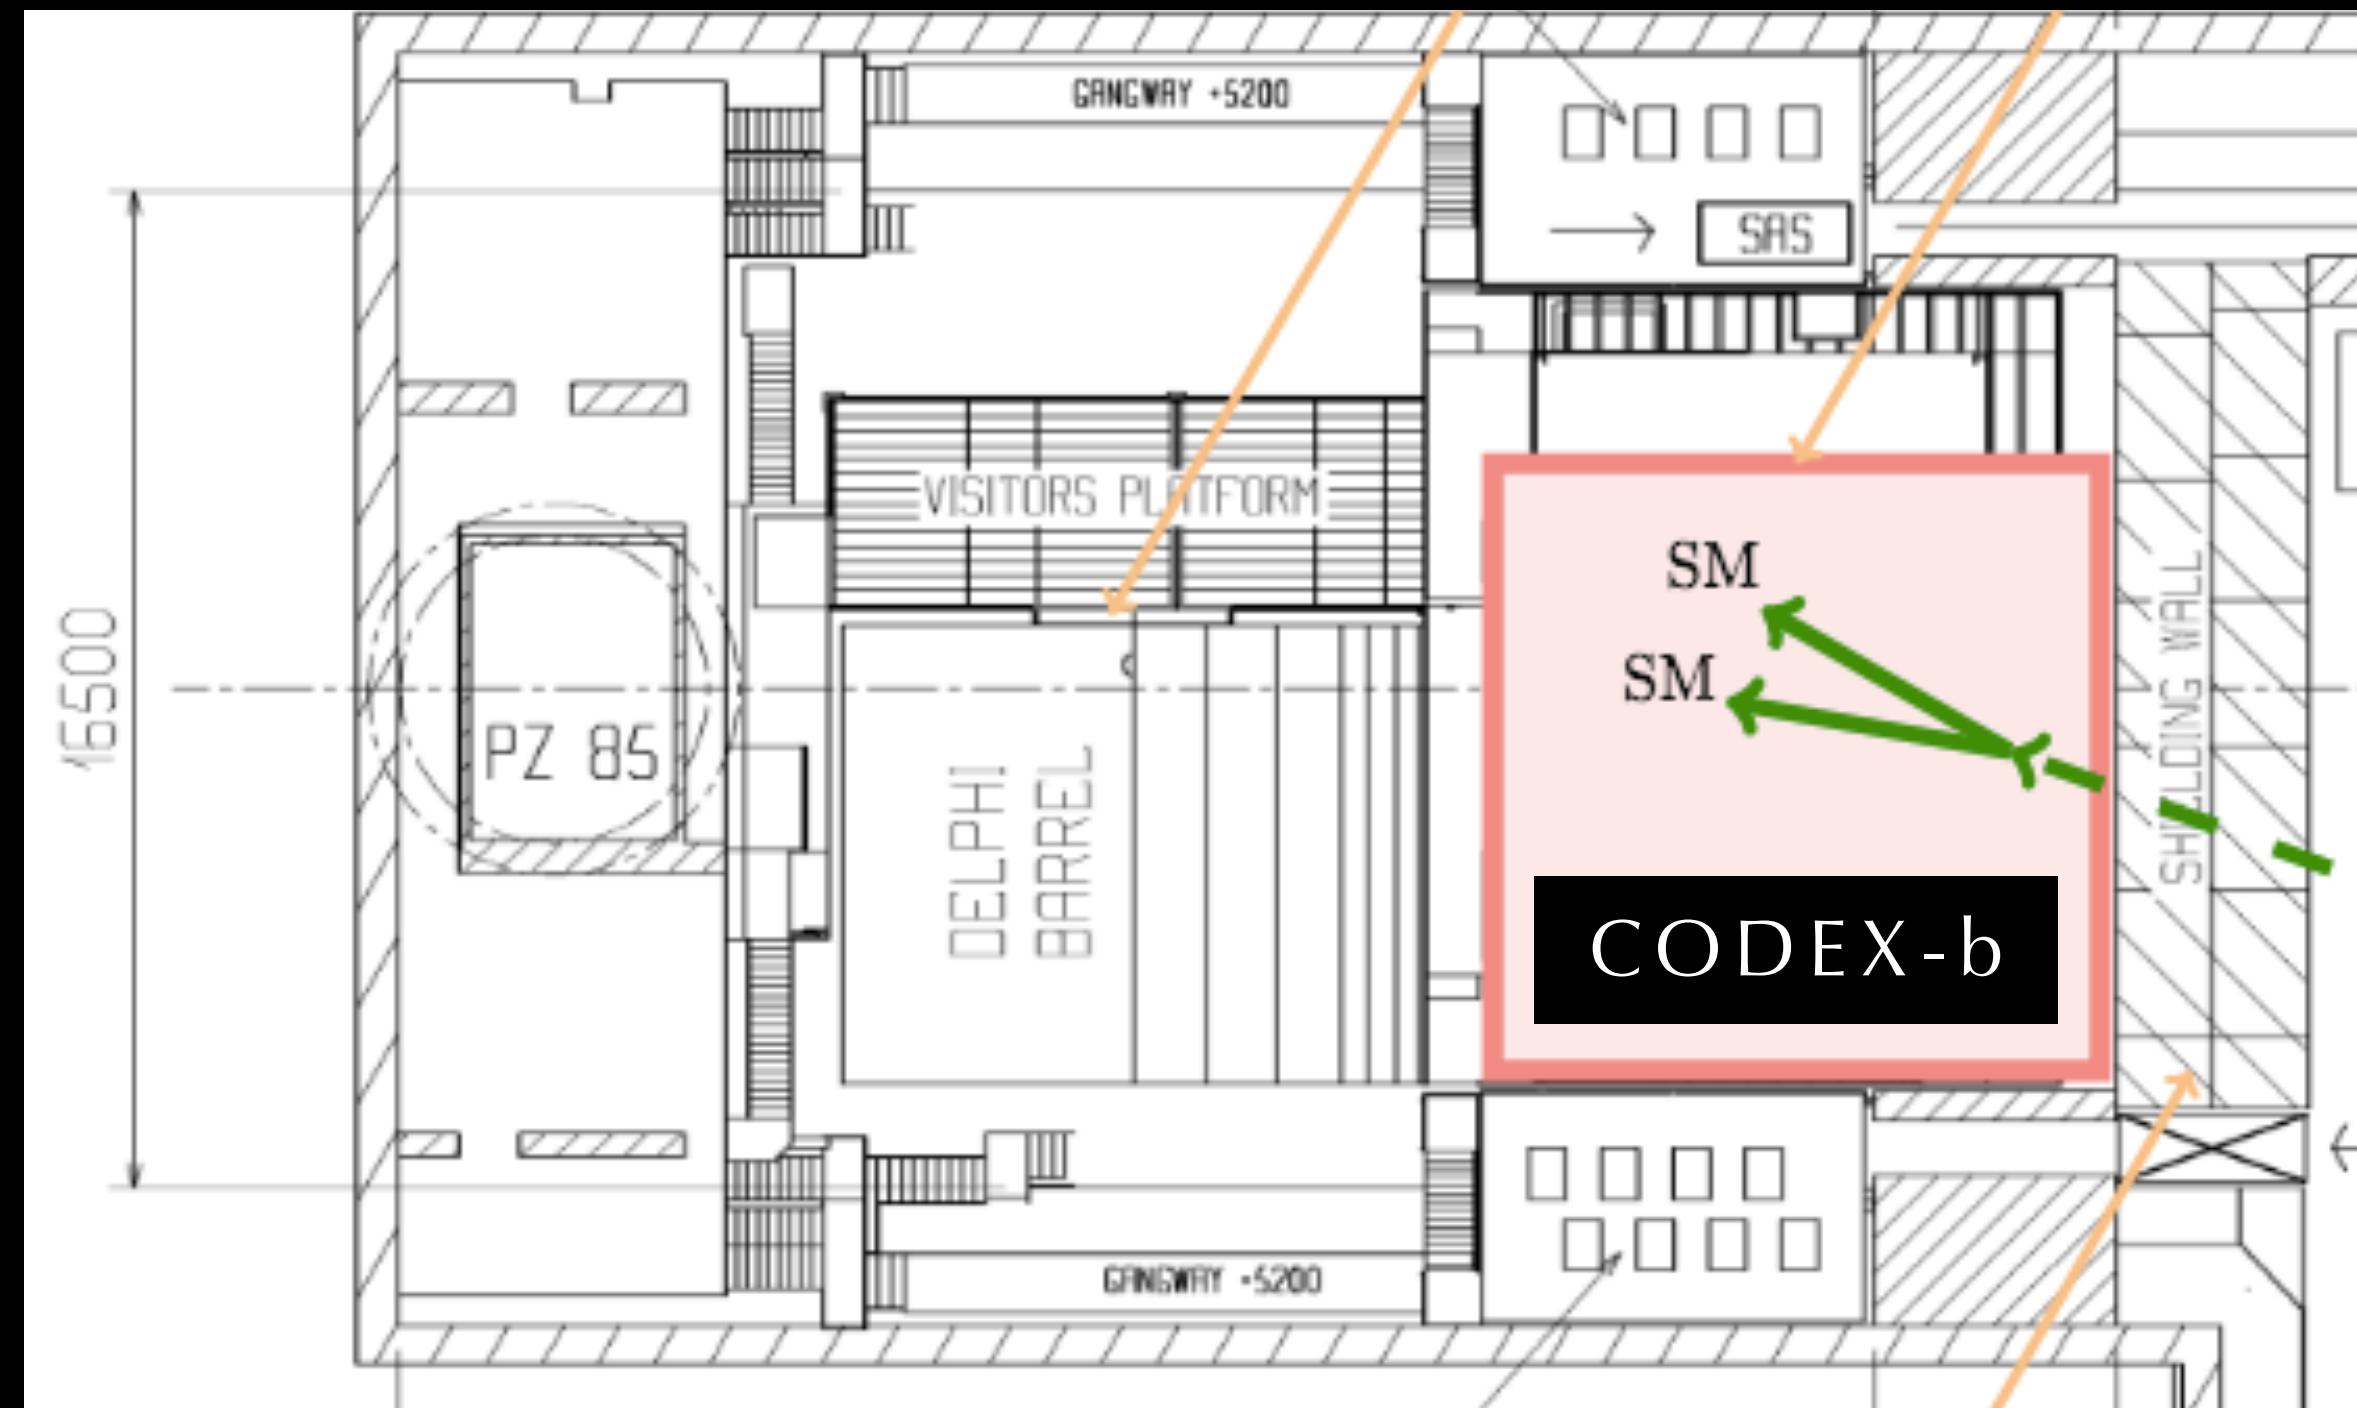 GANGWAY +5200
SAS
VISITORS PLATFORM
SM
SM
16500
PZ 85
DELPHI
BARREL
SHIELDING WALL
CODEX-b
GANGWAY +5200